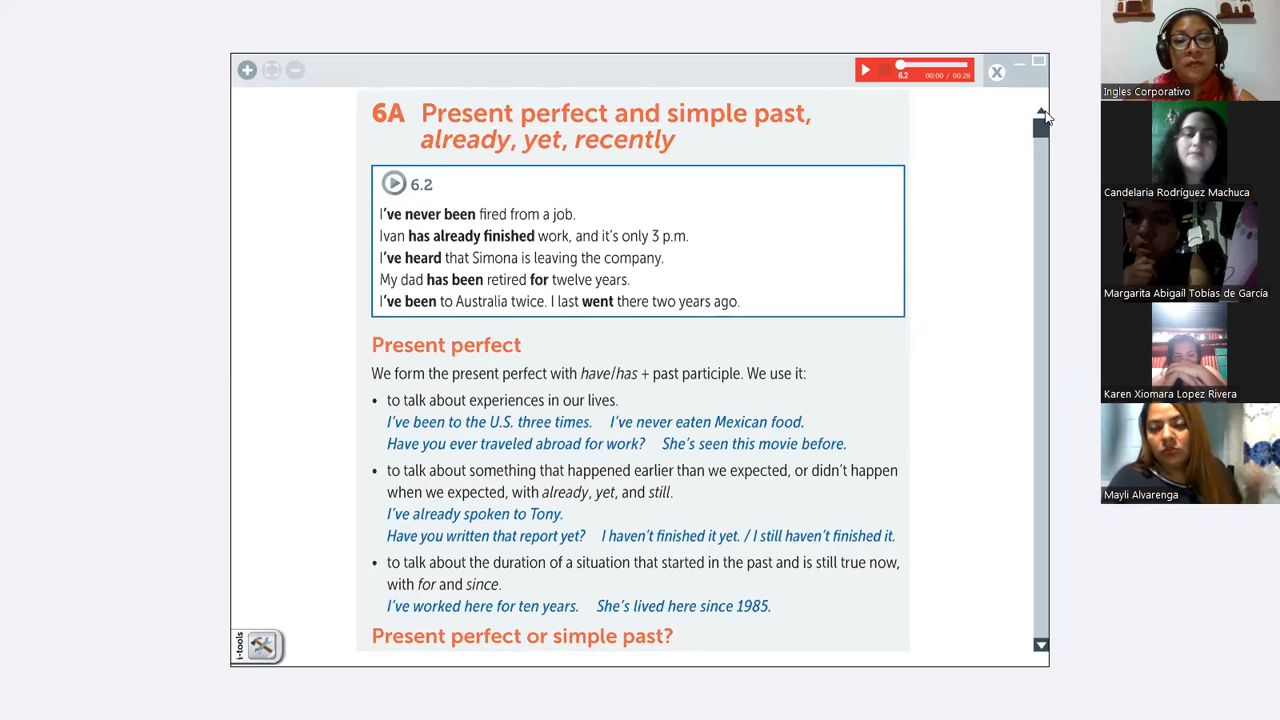 6.2
00:00 / 00:29
X
6A Present perfect and simple past,
already, yet, recently
6.2
I've never been fired from a job.
Ivan has already finished work, and it's only 3 p.m.
I've heard that Simona is leaving the company.
My dad has been retired for twelve years.
I've been to Australia twice. I last went there two years ago.
Present perfect
We form the present perfect with have/has + past participle. We use it:
• to talk about experiences in our lives.
I've been to the U.S. three times. I've never eaten Mexican food.
Have you ever traveled abroad for work? She's seen this movie before.
• to talk about something that happened earlier than we expected, or didn't happen
when we expected, with already, yet, and still.
I've already spoken to Tony.
Have you written that report yet? I haven't finished it yet. / I still haven't finished it.
• to talk about the duration of a situation that started in the past and is still true now,
with for and since.
I've worked here for ten years. She's lived here since 1985.
Present perfect or simple past?
i-tools
Ingles Corporativo
Candelaria Rodríguez Machuca
Margarita Abigaíl Tobías de García
Karen Xiomara Lopez Rivera
Mayli Alvarenga